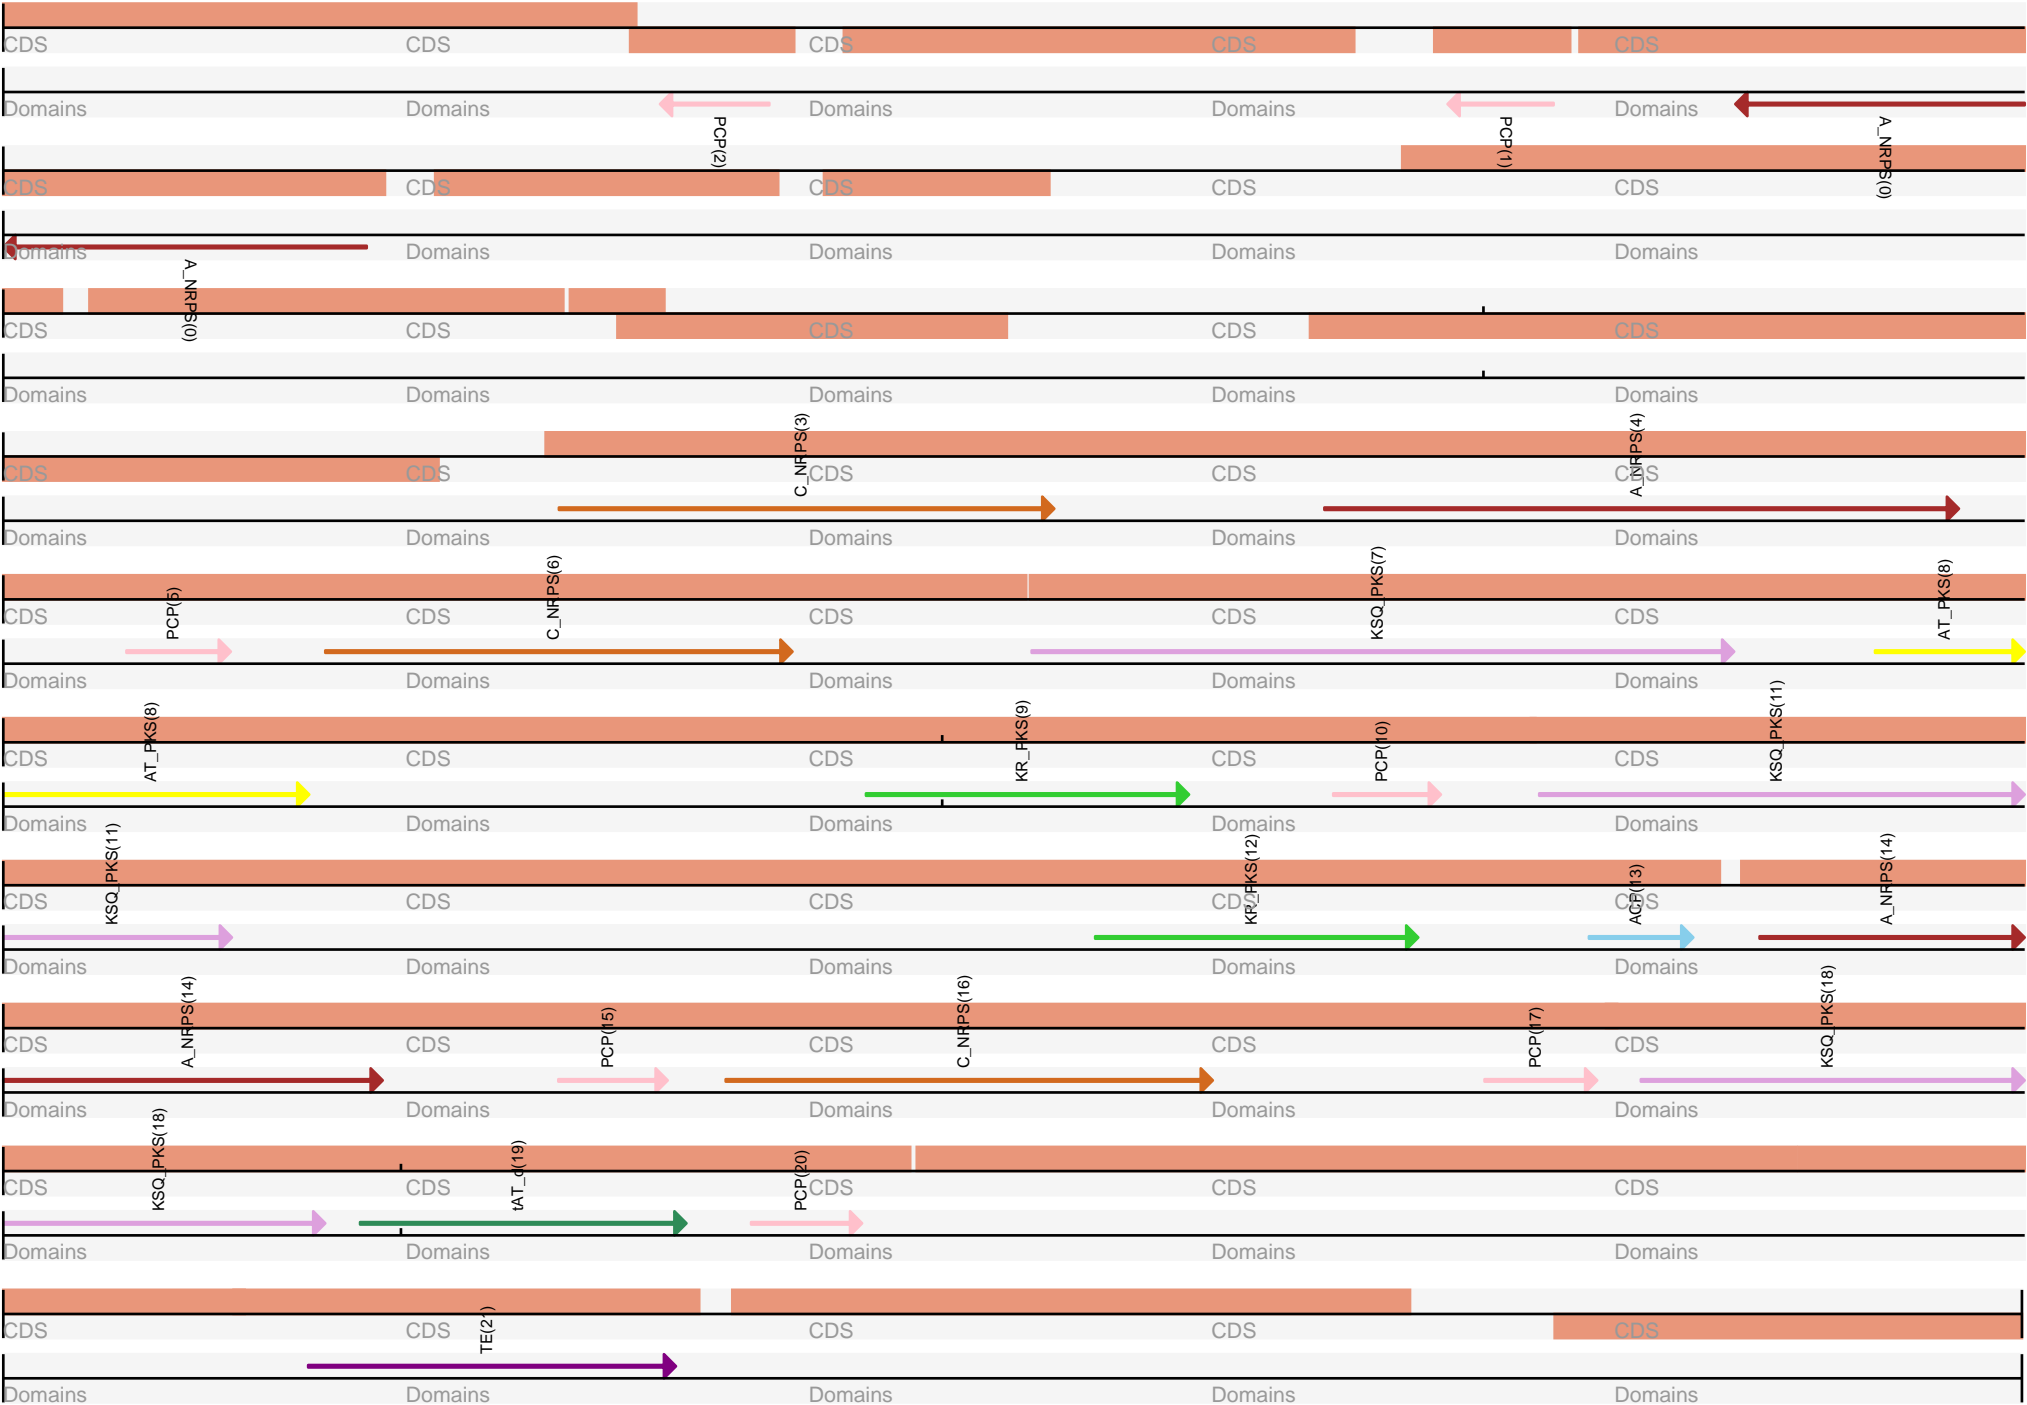 CDS CDS CDS CDS CDS
Domains Domains Domains Domains Domains
PCP(2) PCP(1) A_NRPS(0)
CDS CDS CDS CDS CDS
Domains Domains Domains Domains Domains
A_NRPS(0)
CDS CDS CDS CDS CDS
Domains Domains Domains Domains Domains
C_NRPS(3) A_NRPS(4)
CDS CDS CDS CDS CDS
Domains Domains Domains Domains Domains
PCP(5) C_NRPS(6) KSQ_PKS(7) AT_PKS(8)
CDS CDS CDS CDS CDS
Domains Domains Domains Domains Domains
AT_PKS(8) KR_PKS(9) PCP(10) KSQ_PKS(11)
CDS CDS CDS CDS CDS
Domains Domains Domains Domains Domains
KSQ_PKS(11) KR_PKS(12) ACP(13) A_NRPS(14)
CDS CDS CDS CDS CDS
Domains Domains Domains Domains Domains
A_NRPS(14) PCP(15) C_NRPS(16) PCP(17) KSQ_PKS(18)
CDS CDS CDS CDS CDS
Domains Domains Domains Domains Domains
KSQ_PKS(18) tAT_d(19) PCP(20)
CDS CDS CDS CDS CDS
Domains Domains Domains Domains Domains
TE(21)
CDS CDS CDS CDS CDS
Domains Domains Domains Domains Domains